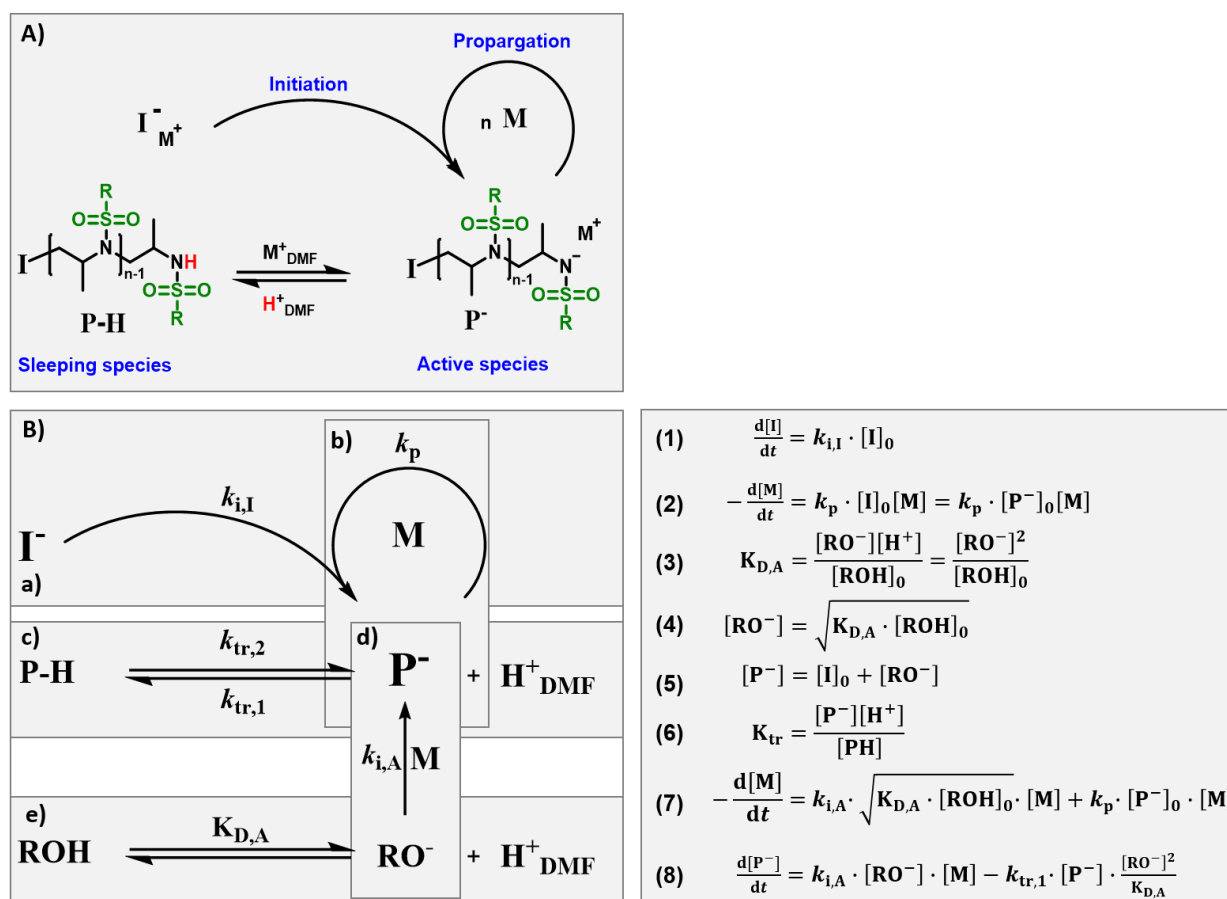 A)
Propargation
Initiation
n M
I⁻ M⁺
R
O=S=O
R
O=S=O
M⁺
I [ N ]n-1 NH
M⁺DMF
H⁺DMF
I [ N ]n-1 N⁻
O=S=O
R
O=S=O
R
P-H
P⁻
Sleeping species
Active species
B)
b)
kp
ki,I
M
I⁻
a)
c)
ktr,2
d)
P-H
P⁻ + H⁺DMF
ktr,1
ki,A M
e)
KD,A
ROH
RO⁻ + H⁺DMF
(1) d[I]/dt = ki,I · [I]0
(2) −d[M]/dt = kp · [I]0[M] = kp · [P⁻]0[M]
(3) KD,A = [RO⁻][H⁺]/[ROH]0 = [RO⁻]²/[ROH]0
(4) [RO⁻] = √(KD,A · [ROH]0)
(5) [P⁻] = [I]0 + [RO⁻]
(6) Ktr = [P⁻][H⁺]/[PH]
(7) −d[M]/dt = ki,A · √(KD,A · [ROH]0) · [M] + kp · [P⁻]0 · [M
(8) d[P⁻]/dt = ki,A · [RO⁻] · [M] − ktr,1 · [P⁻] · [RO⁻]²/KD,A